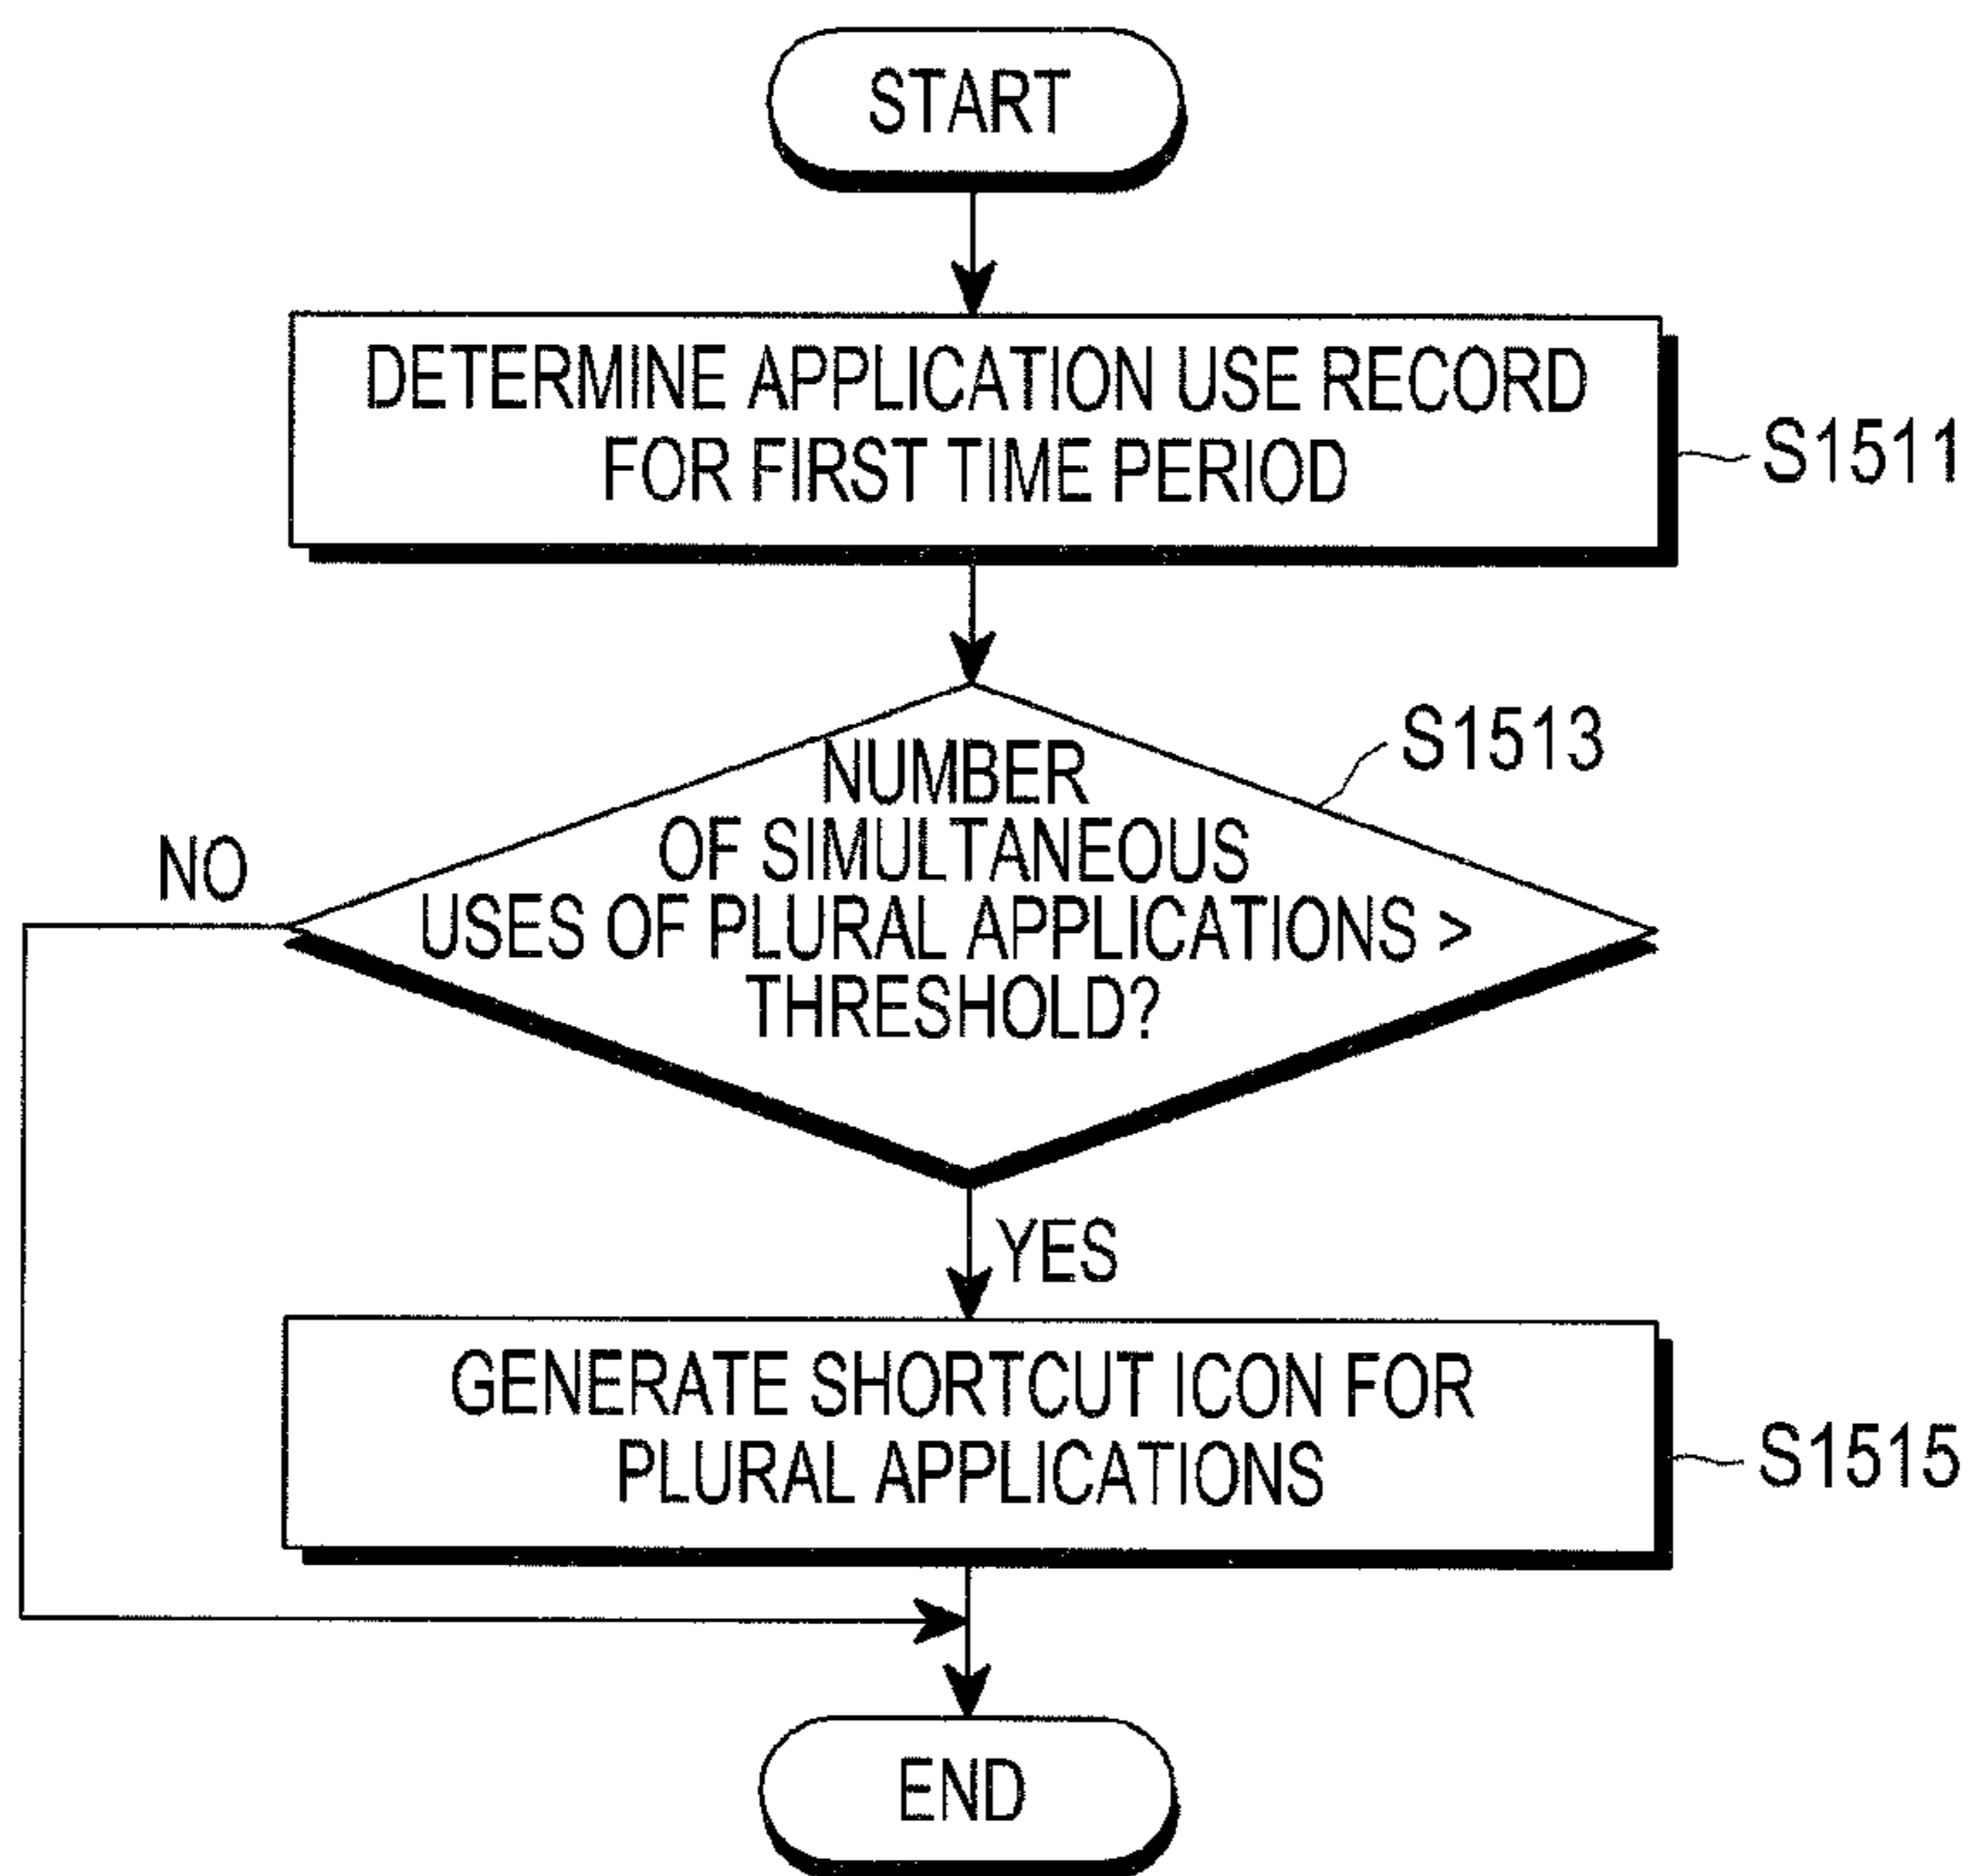 START
DETERMINE APPLICATION USE RECORD
FOR FIRST TIME PERIOD
S1511
S1513
NUMBER
OF SIMULTANEOUS
USES OF PLURAL APPLICATIONS >
THRESHOLD?
NO
YES
GENERATE SHORTCUT ICON FOR
PLURAL APPLICATIONS
S1515
END